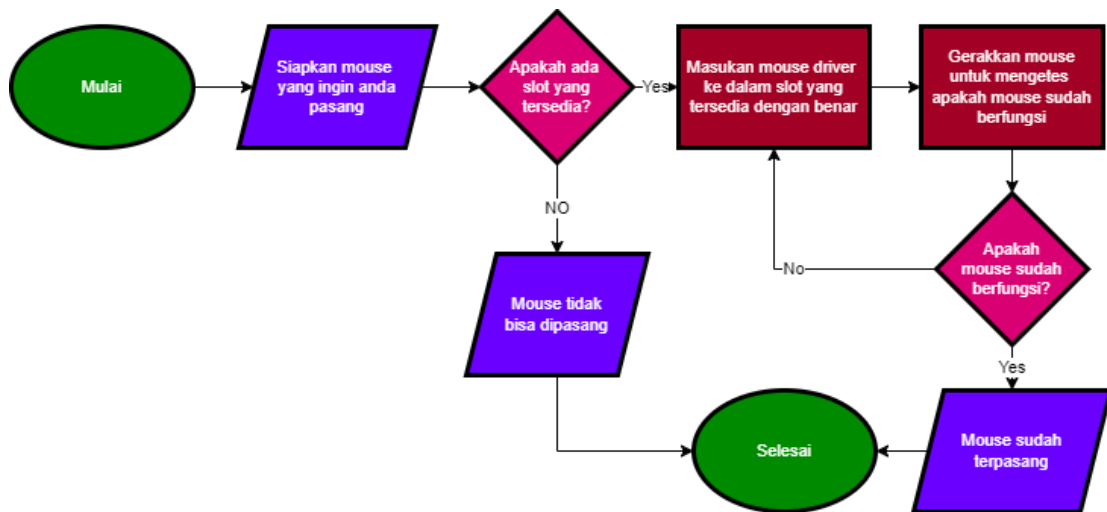 Mulai
Siapkan mouse
yang ingin anda
pasang
Apakah ada
slot yang
tersedia?
Yes
Masukan mouse driver
ke dalam slot yang
tersedia dengan benar
Gerakkan mouse
untuk mengetes
apakah mouse sudah
berfungsi
NO
Mouse tidak
bisa dipasang
Apakah
mouse sudah
berfungsi?
No
Yes
Mouse sudah
terpasang
Selesai